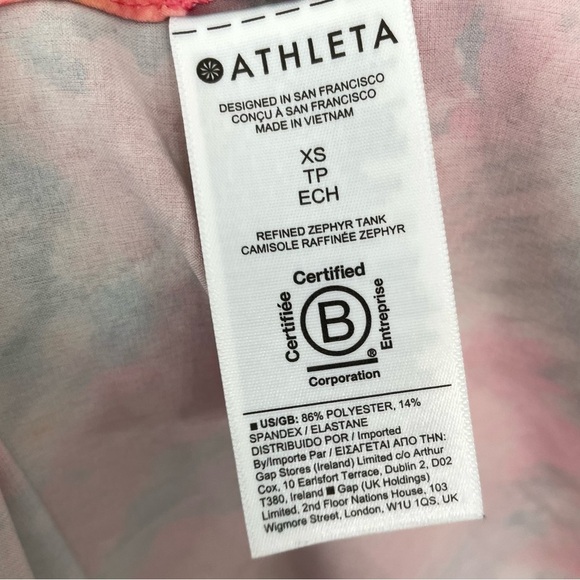 ATHLETA
DESIGNED IN SAN FRANCISCO
CONÇU À SAN FRANCISCO
MADE IN VIETNAM
XS
TP
ECH
REFINED ZEPHYR TANK
CAMISOLE RAFFINÉE ZEPHYR
Certified
Certifiée
B
Entreprise
®
Corporation
■ US/GB: 86% POLYESTER, 14%
SPANDEX / ELASTANE
DISTRIBUIDO POR / Imported
By/Importe Par / ΕΙΣΑΓΕΤΑΙ ΑΠΟ ΤΗΝ:
Gap Stores (Ireland) Limited c/o Arthur
Cox, 10 Earlsfort Terrace, Dublin 2, D02
T380, Ireland ■ Gap (UK Holdings)
Limited, 2nd Floor Nations House, 103
Wigmore Street, London, W1U 1QS, UK